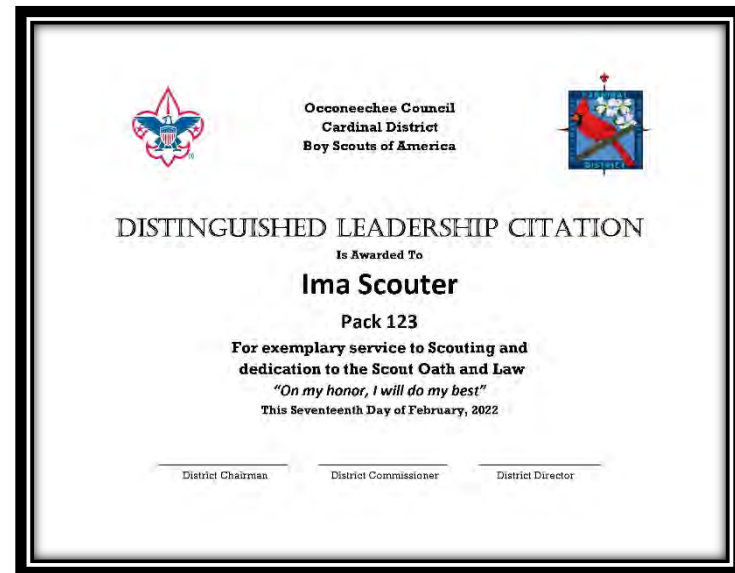 Occoneechee Council
Cardinal District
Boy Scouts of America
CARDINAL
DISTRICT
DISTINGUISHED LEADERSHIP CITATION
Is Awarded To
Ima Scouter
Pack 123
For exemplary service to Scouting and
dedication to the Scout Oath and Law
"On my honor, I will do my best"
This Seventeenth Day of February, 2022
District Chairman
District Commissioner
District Director